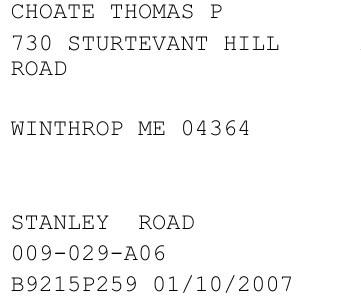 CHOATE THOMAS P
730 STURTEVANT HILL
ROAD
WINTHROP ME 04364
STANLEY  ROAD
009-029-A06
B9215P259 01/10/2007